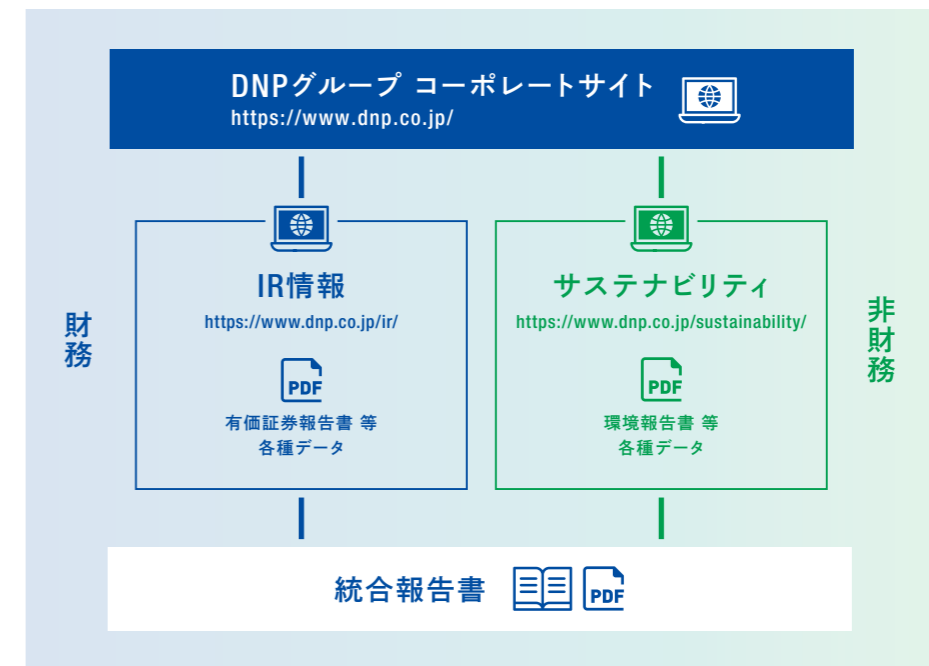 DNPグループ コーポレートサイト
https://www.dnp.co.jp/
財務
IR情報
https://www.dnp.co.jp/ir/
PDF
有価証券報告書 等
各種データ
サステナビリティ
https://www.dnp.co.jp/sustainability/
PDF
環境報告書 等
各種データ
非財務
統合報告書
PDF